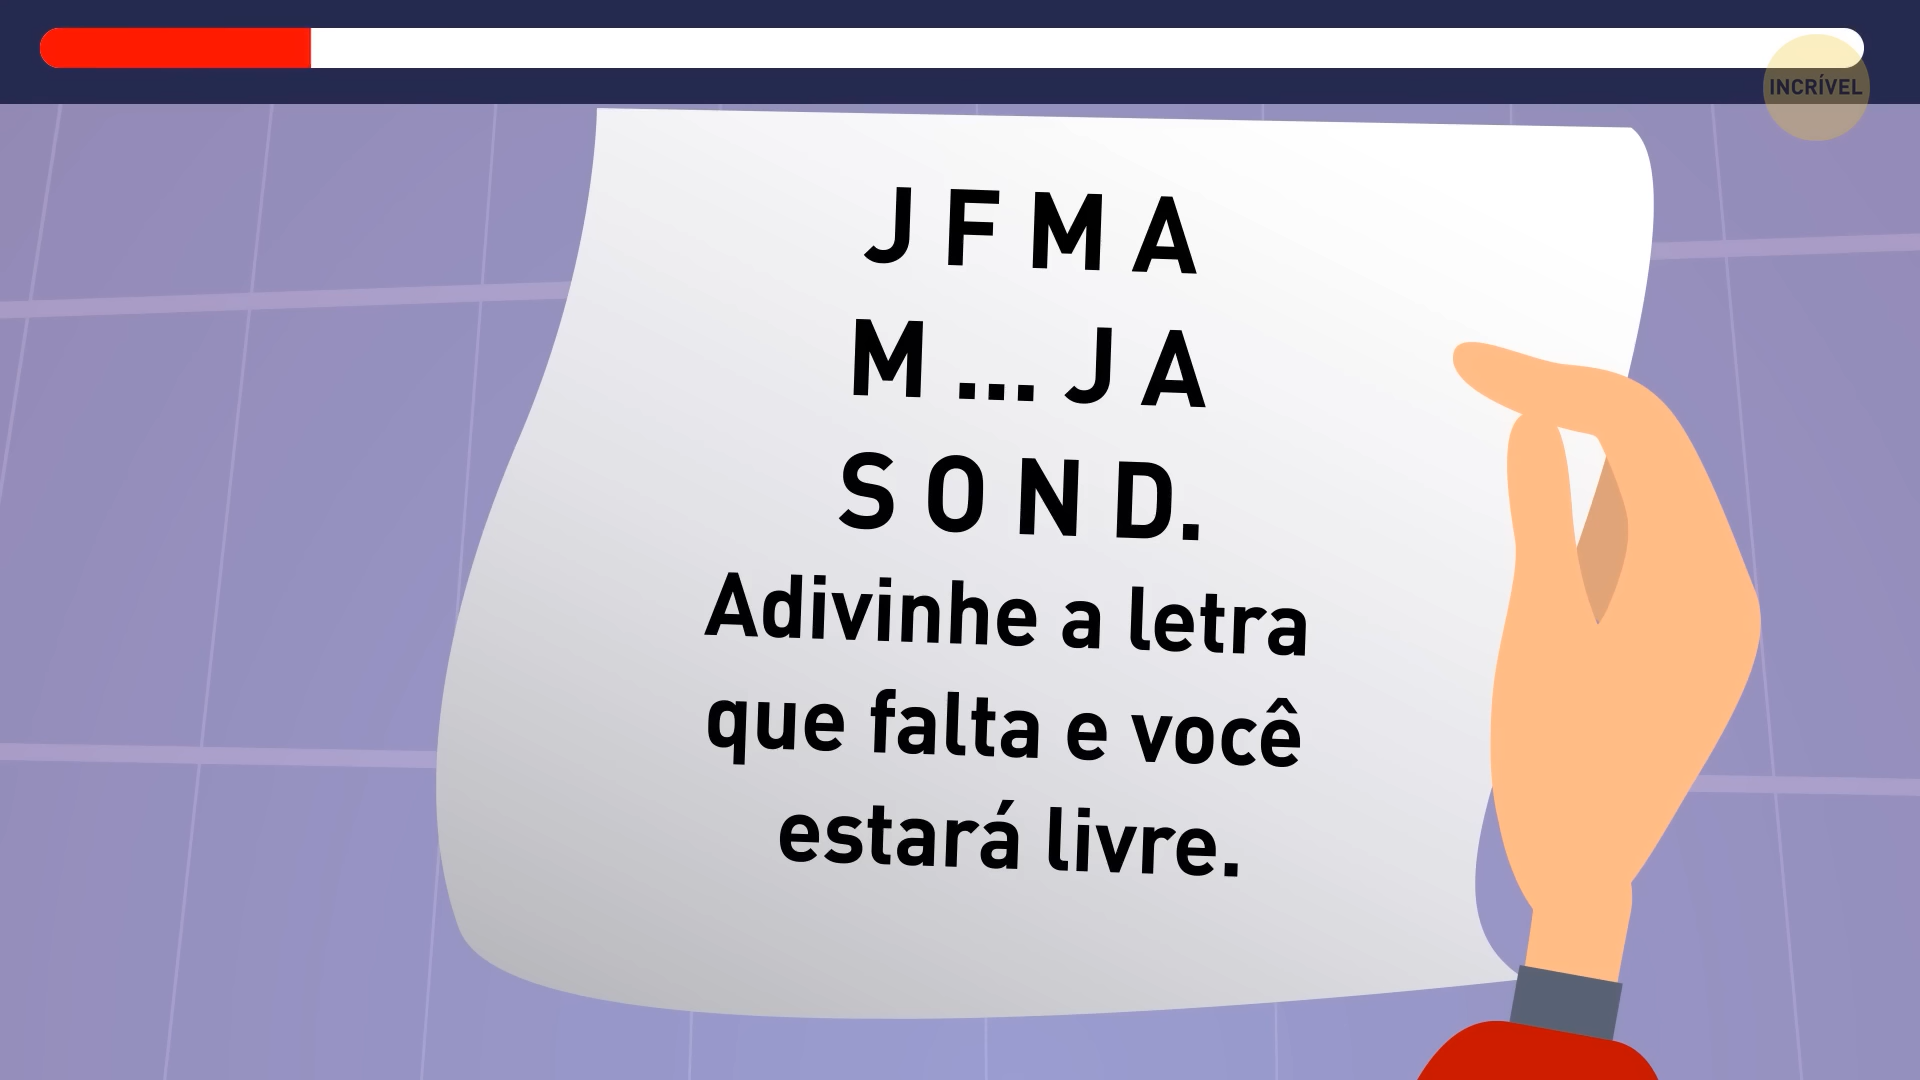 INCRÍVEL
J F M A
M ... J A
S O N D.
Adivinhe a letra
que falta e você
estará livre.